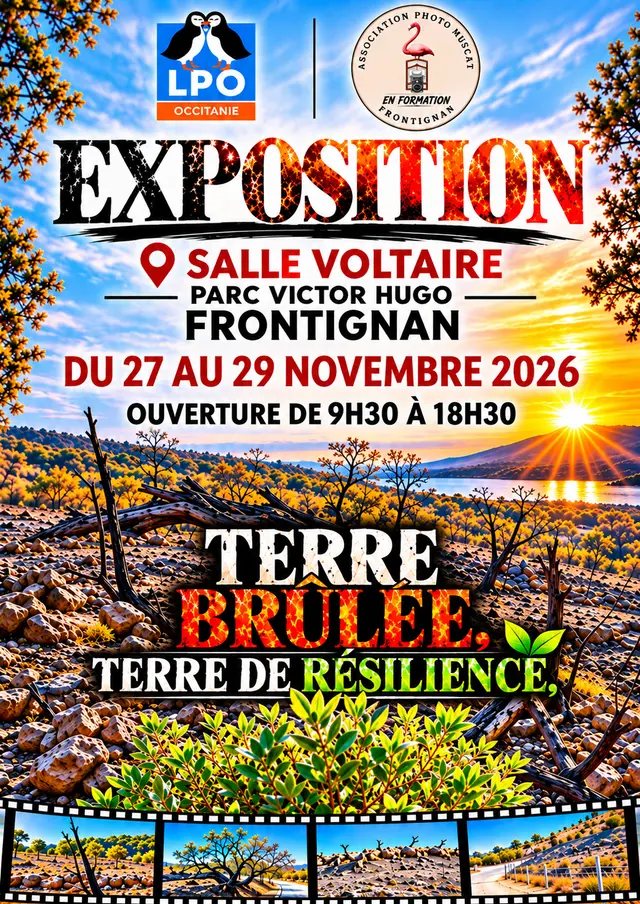 LPO
OCCITANIE
ASSOCIATION PHOTO MUSCAT
EN FORMATION
FRONTIGNAN
EXPOSITION
SALLE VOLTAIRE
PARC VICTOR HUGO
FRONTIGNAN
DU 27 AU 29 NOVEMBRE 2026
OUVERTURE DE 9H30 À 18H30
TERRE
BRÛLÉE,
TERRE DE RÉSILIENCE,